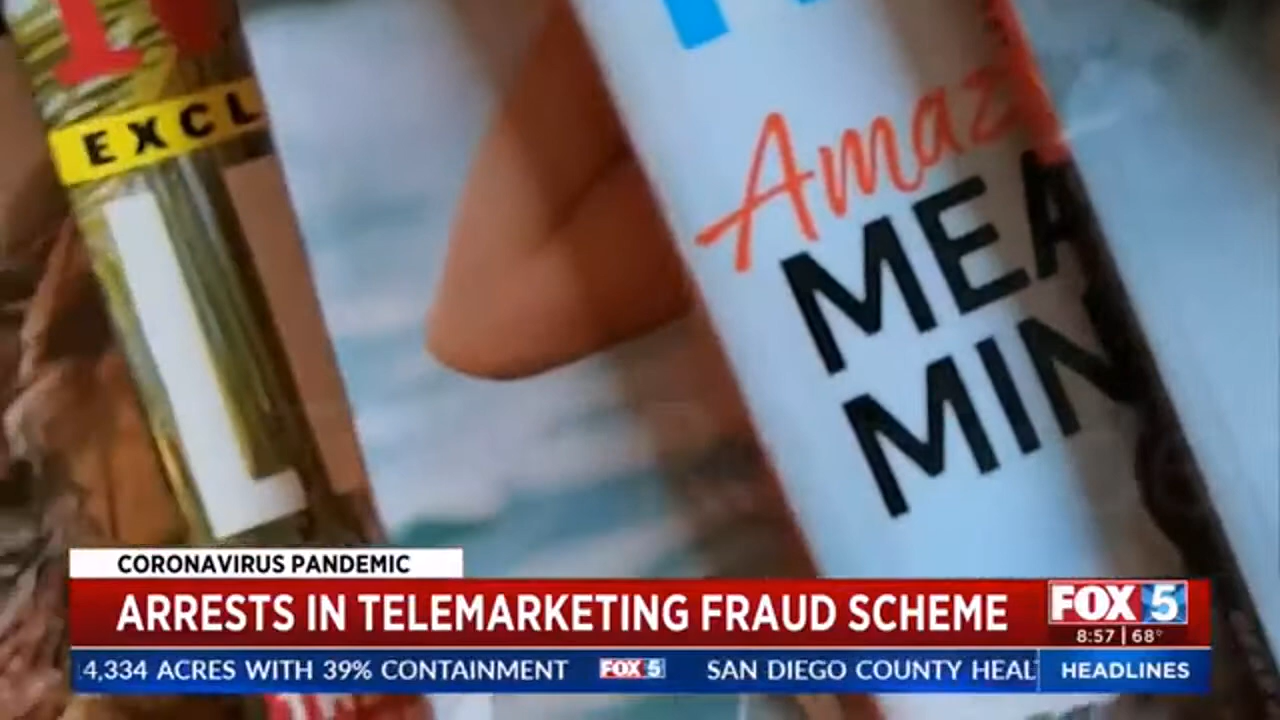 EXCL
L
Amaz
MEA
MIN
CORONAVIRUS PANDEMIC
ARRESTS IN TELEMARKETING FRAUD SCHEME
FOX 5
8:57 | 68°
4,334 ACRES WITH 39% CONTAINMENT FOX 5 SAN DIEGO COUNTY HEAL
HEADLINES